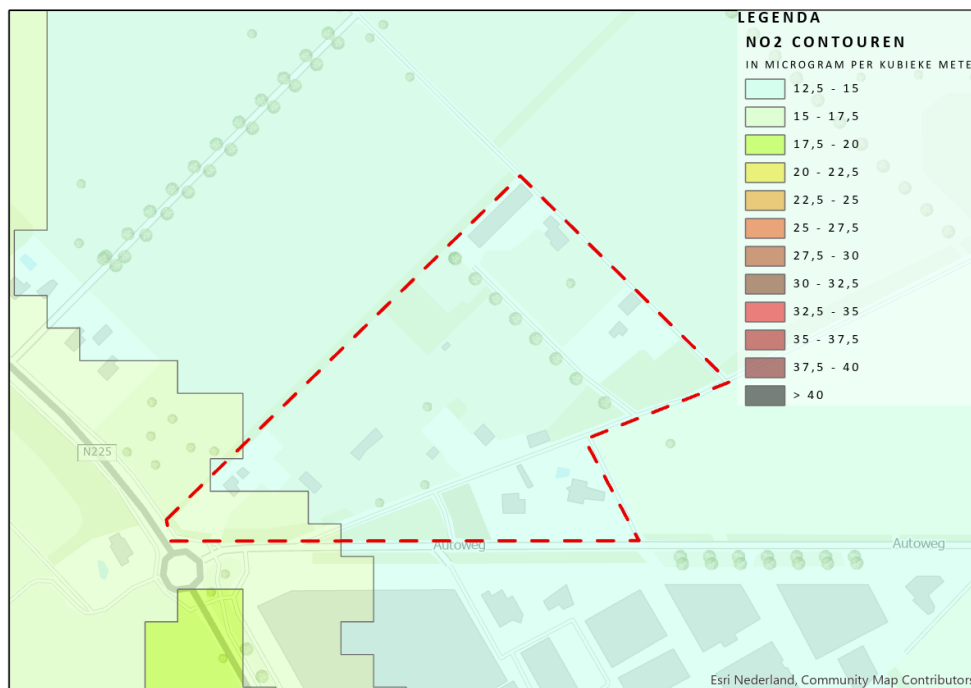 LEGENDA
NO2 CONTOUREN
IN MICROGRAM PER KUBIEKE METE
12,5 - 15
15 - 17,5
17,5 - 20
20 - 22,5
22,5 - 25
25 - 27,5
27,5 - 30
30 - 32,5
32,5 - 35
35 - 37,5
37,5 - 40
> 40
N225
Autoweg
Autoweg
Esri Nederland, Community Map Contributors